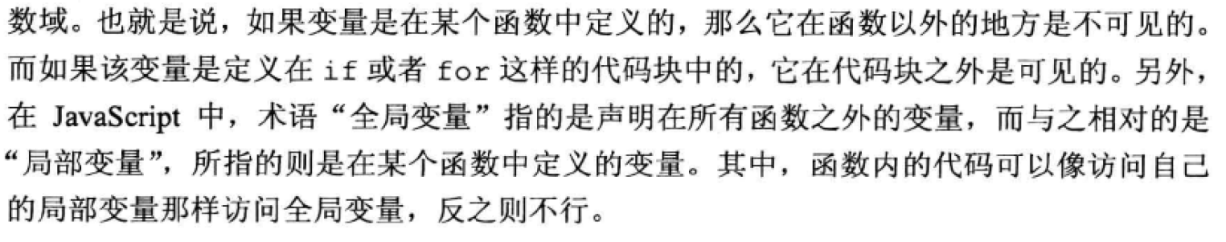 数域。也就是说，如果变量是在某个函数中定义的，那么它在函数以外的地方是不可见的。
而如果该变量是定义在 if 或者 for 这样的代码块中的，它在代码块之外是可见的。另外，
在 JavaScript 中，术语“全局变量”指的是声明在所有函数之外的变量，而与之相对的是
“局部变量”，所指的则是在某个函数中定义的变量。其中，函数内的代码可以像访问自己
的局部变量那样访问全局变量，反之则不行。